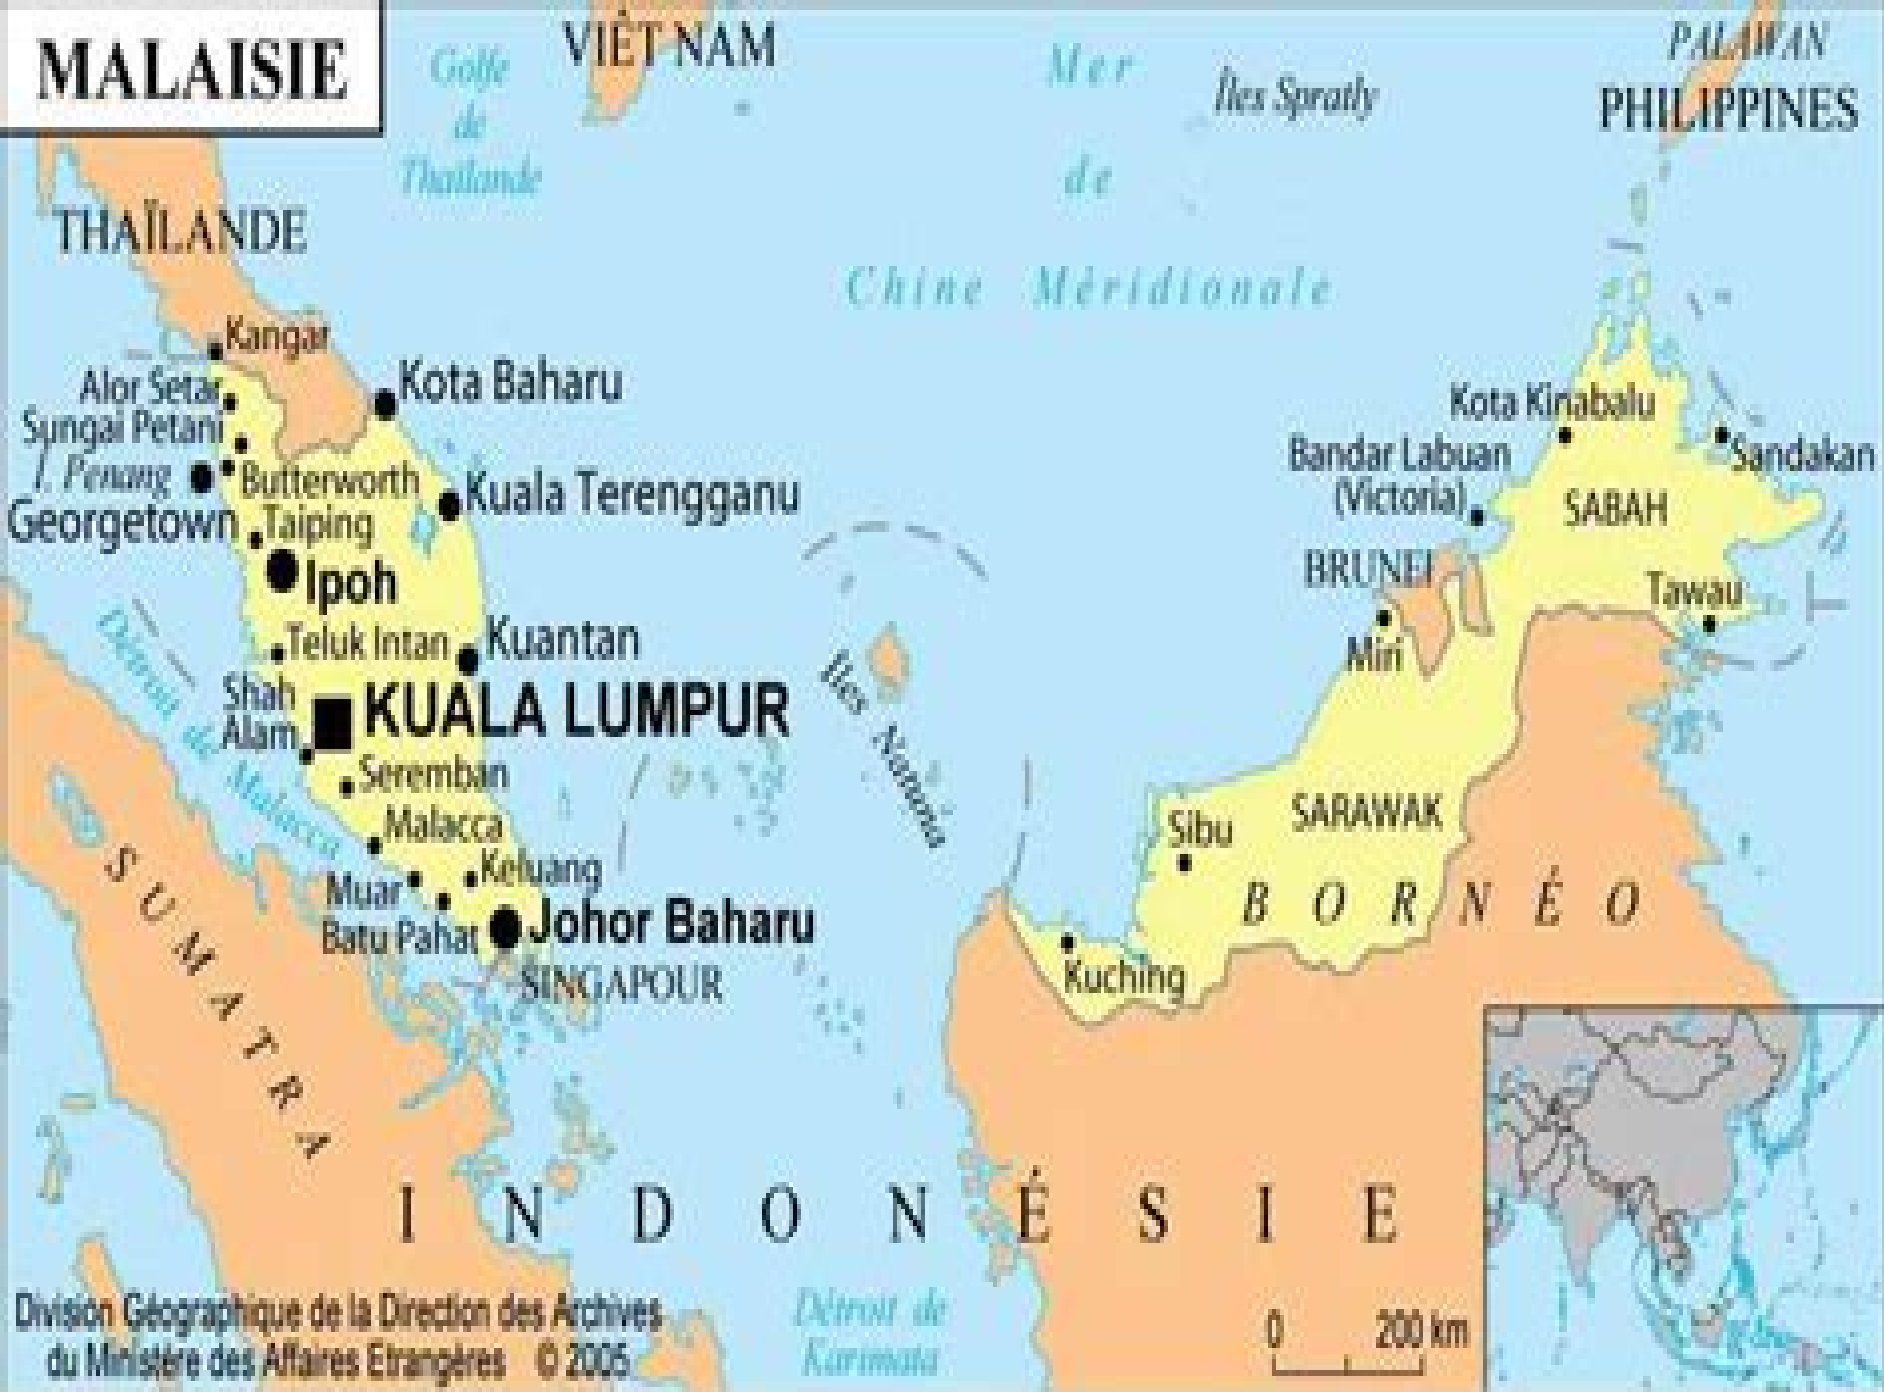 MALAISIE
VIÊT NAM
Golfe
de
Thaïlande
Mer
de
Chine Méridionale
Îles Spratly
PALAWAN
PHILIPPINES
THAÏLANDE
Kangar
Alor Setar
Kota Baharu
Sungai Petani
I. Penang
Butterworth
Georgetown
Kuala Terengganu
Taiping
Ipoh
Teluk Intan
Kuantan
Shah
Alam
KUALA LUMPUR
Seremban
Malacca
Keluang
Muar
Batu Pahat
Johor Baharu
SINGAPOUR
Détroit de Malacca
Îles Natuna
Kota Kinabalu
Sandakan
Bandar Labuan
(Victoria)
SABAH
BRUNEI
Tawau
Miri
Sibu
SARAWAK
BORNÉO
Kuching
SUMATRA
INDONÉSIE
Détroit de
Karimata
0 200 km
Division Géographique de la Direction des Archives
du Ministère des Affaires Etrangères © 2005